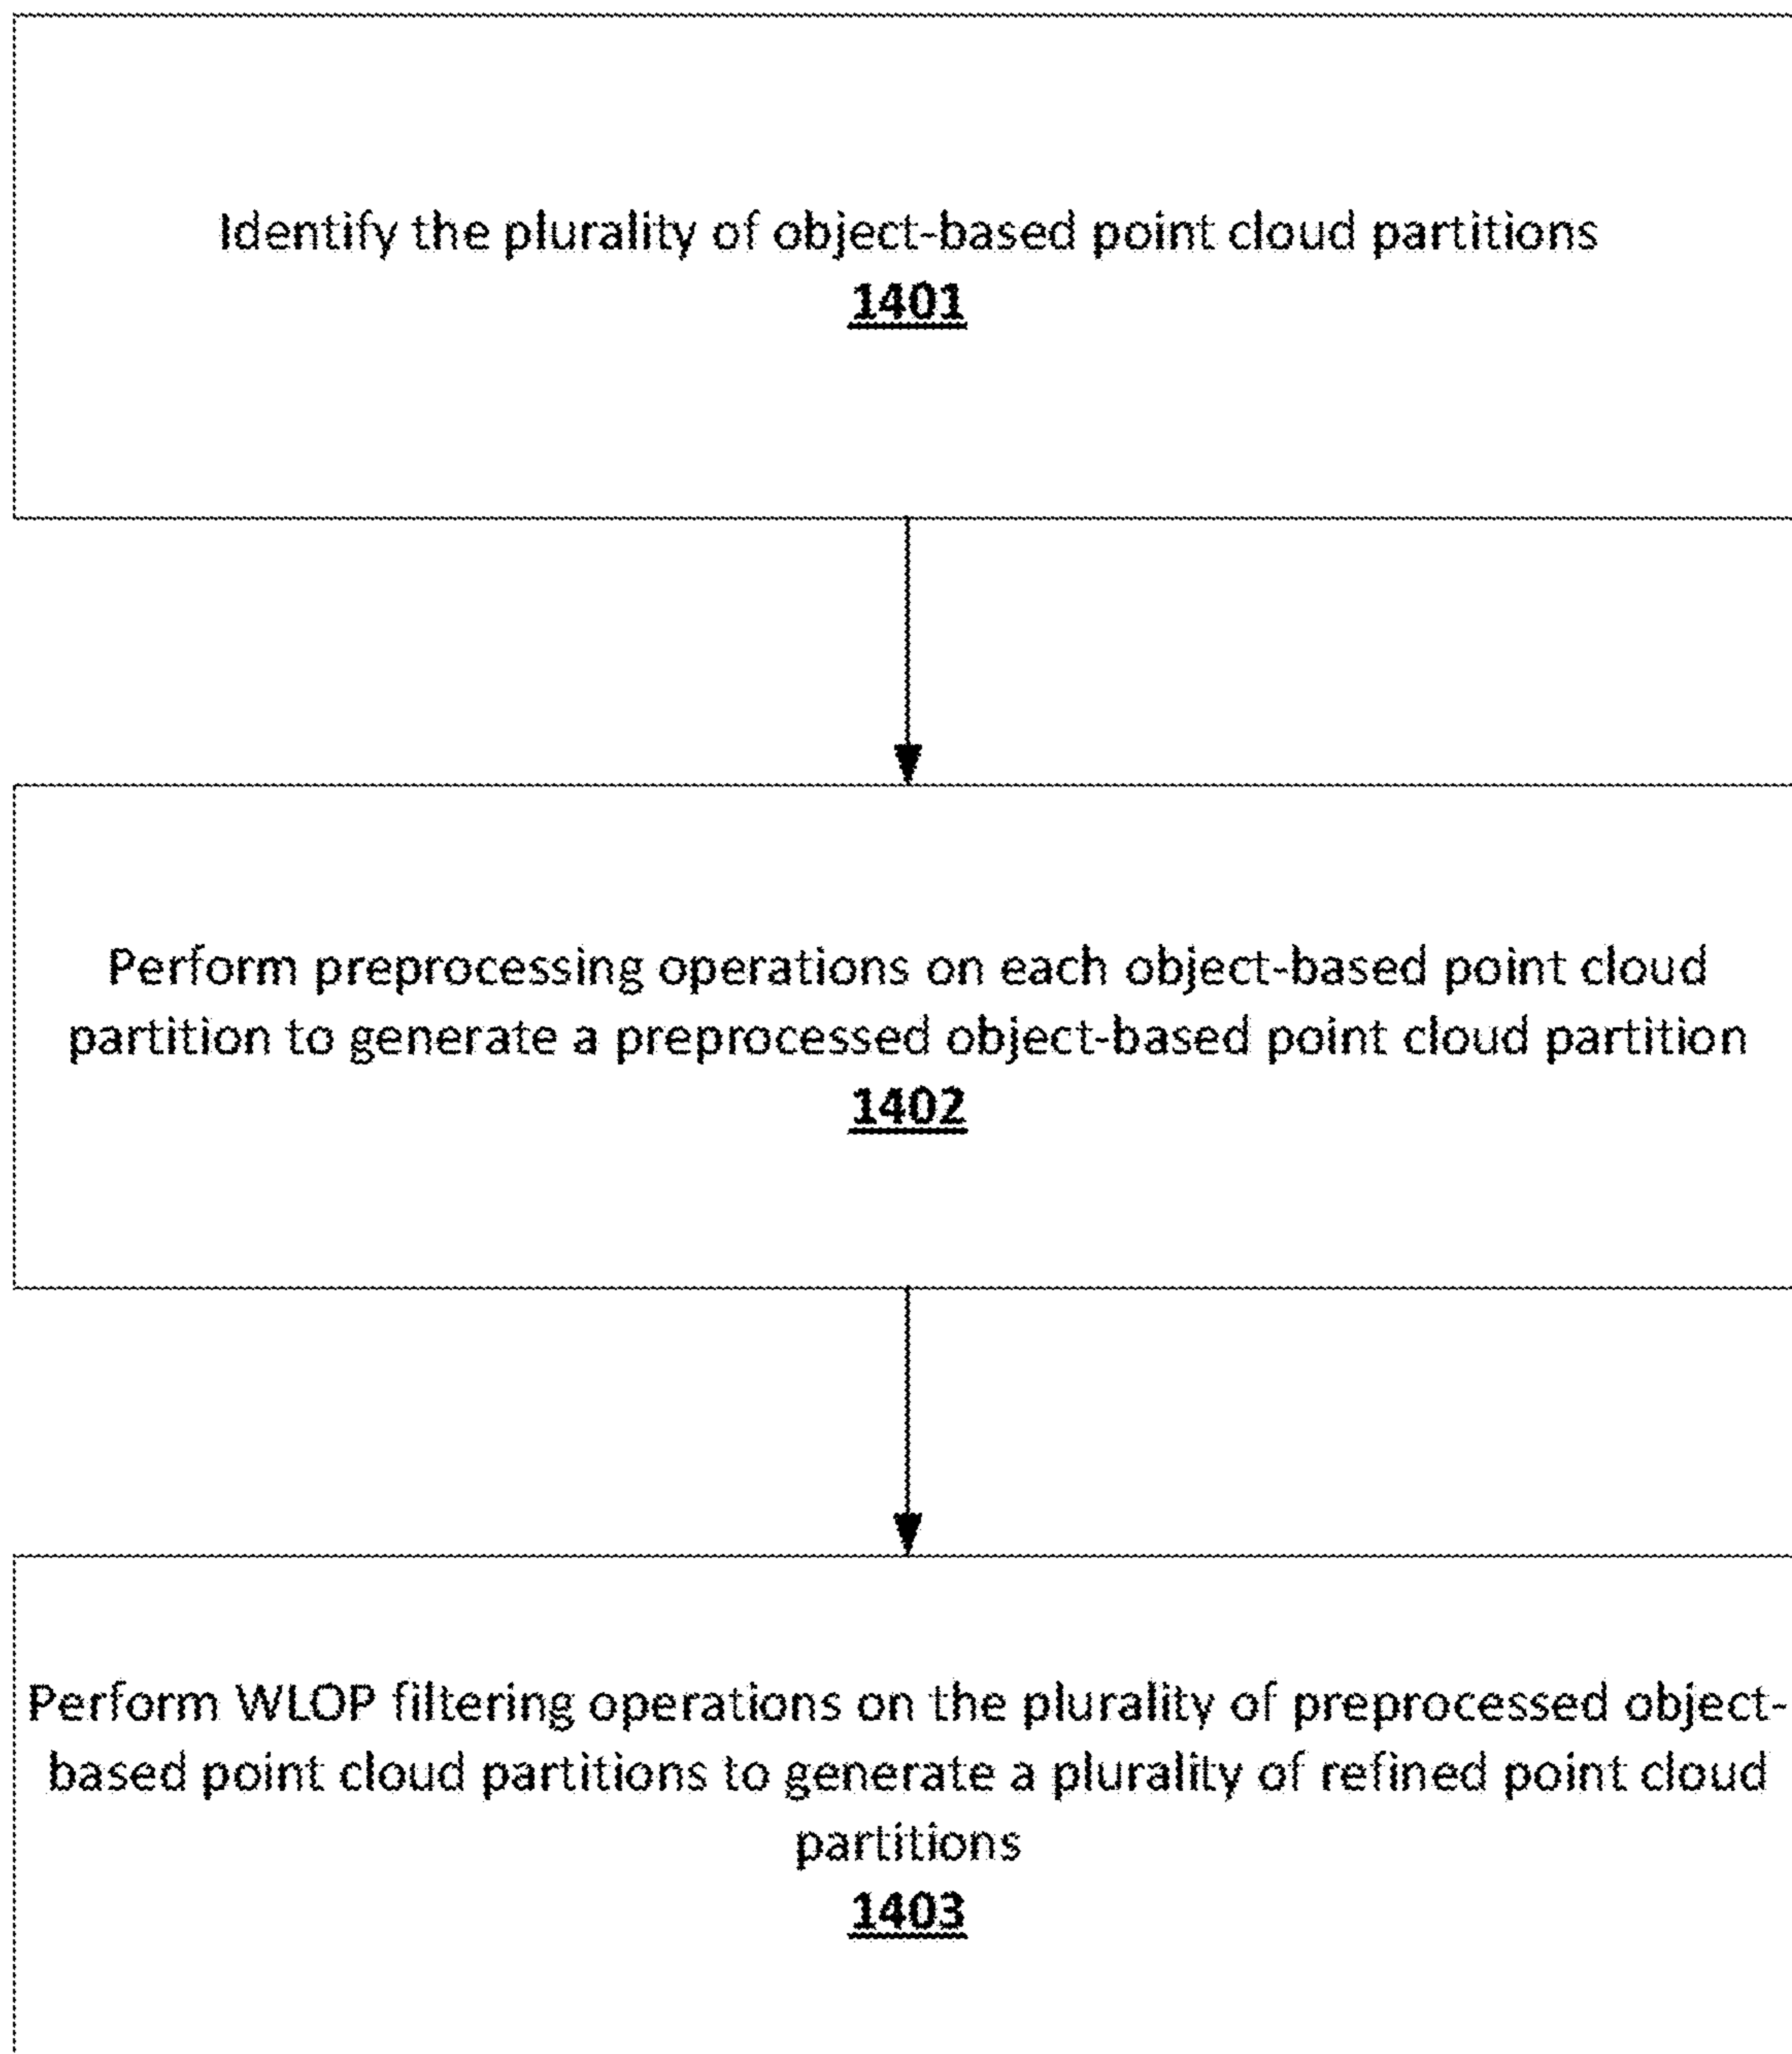 Identify the plurality of object-based point cloud partitions
1401
Perform preprocessing operations on each object-based point cloud
partition to generate a preprocessed object-based point cloud partition
1402
Perform WLOP filtering operations on the plurality of preprocessed object-
based point cloud partitions to generate a plurality of refined point cloud
partitions
1403